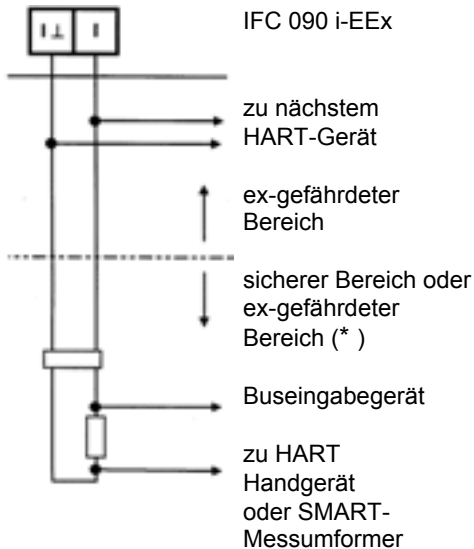 I⊥ I
IFC 090 i-EEx
zu nächstem
HART-Gerät
ex-gefährdeter
Bereich
sicherer Bereich oder
ex-gefährdeter
Bereich (* )
Buseingabegerät
zu HART
Handgerät
oder SMART-
Messumformer